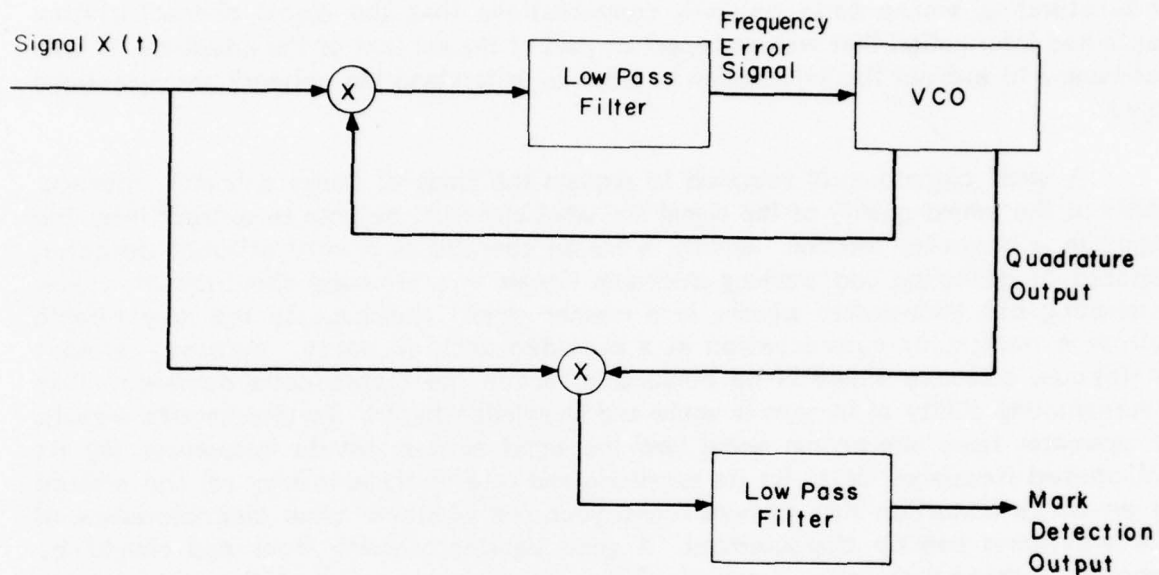 Signal X (t)
Frequency
Error
Signal
X
Low Pass
Filter
VCO
Quadrature
Output
X
Low Pass
Filter
Mark
Detection
Output